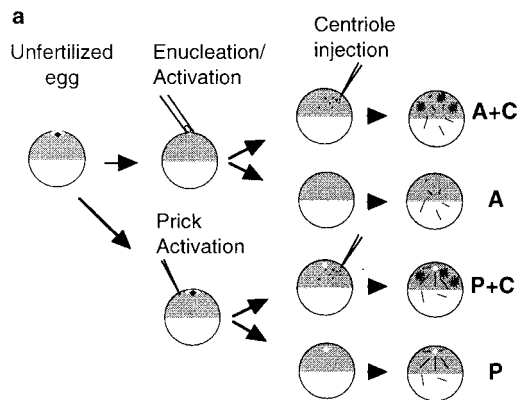 a
Unfertilized
egg
Enucleation/
Activation
Centriole
injection
A+C
A
Prick
Activation
P+C
P